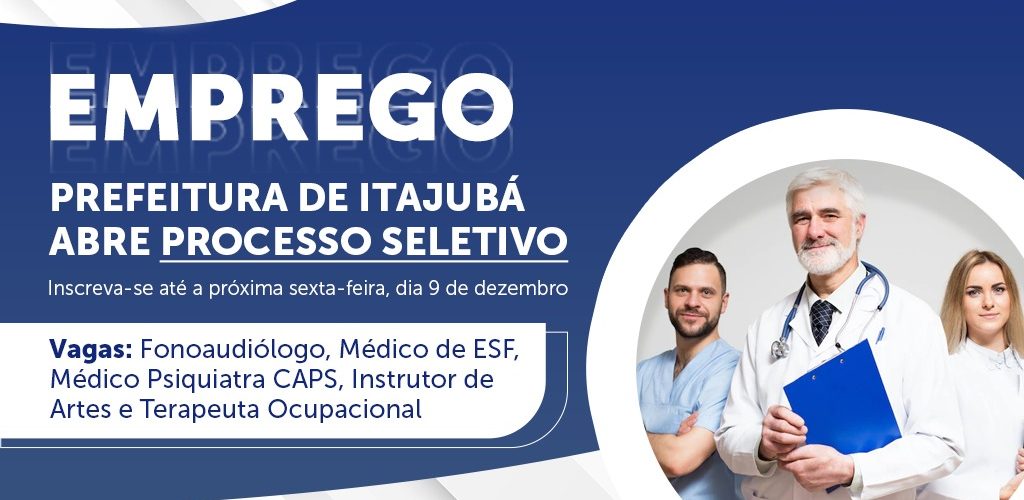 EMPREGO
PREFEITURA DE ITAJUBÁ
ABRE PROCESSO SELETIVO
Inscreva-se até a próxima sexta-feira, dia 9 de dezembro
Vagas: Fonoaudiólogo, Médico de ESF,
Médico Psiquiatra CAPS, Instrutor de
Artes e Terapeuta Ocupacional